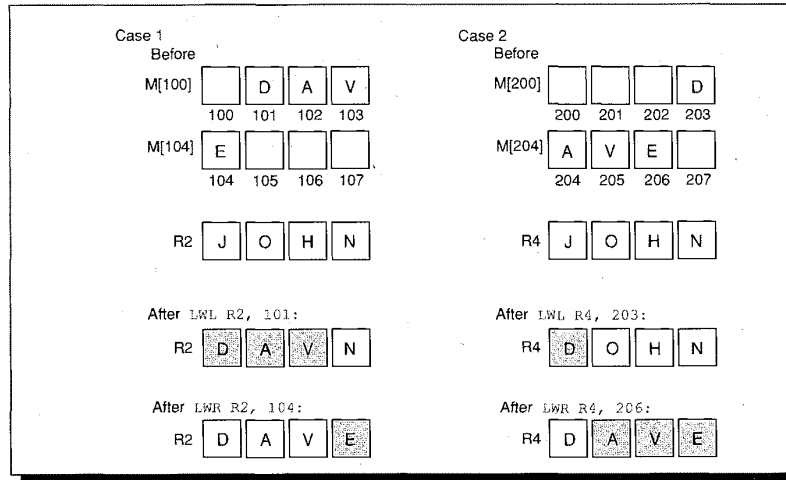 Case 1
Before
M[100] D A V
100 101 102 103
M[104] E
104 105 106 107
R2 J O H N
After LWL R2, 101:
R2 D A V N
After LWR R2, 104:
R2 D A V E
Case 2
Before
M[200] D
200 201 202 203
M[204] A V E
204 205 206 207
R4 J O H N
After LWL R4, 203:
R4 D O H N
After LWR R4, 206:
R4 D A V E